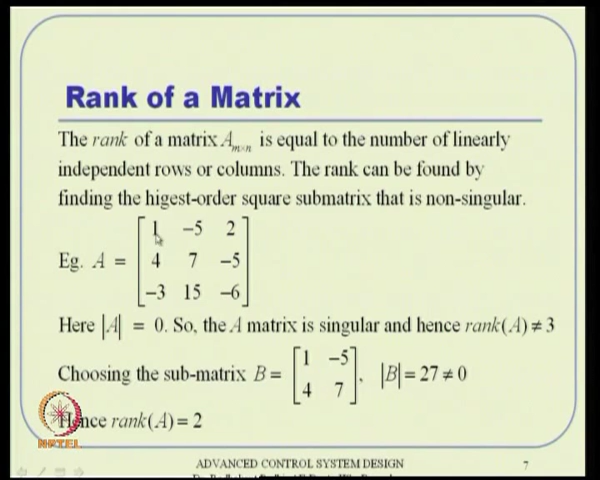 Rank of a Matrix
The rank of a matrix A_{m×n} is equal to the number of linearly
independent rows or columns. The rank can be found by
finding the higest-order square submatrix that is non-singular.
Eg. A = [1 -5 2
4 7 -5
-3 15 -6]
Here |A| = 0. So, the A matrix is singular and hence rank(A) ≠ 3
Choosing the sub-matrix B = [1 -5
4 7], |B| = 27 ≠ 0
Hence rank(A) = 2
NPTEL
ADVANCED CONTROL SYSTEM DESIGN
7